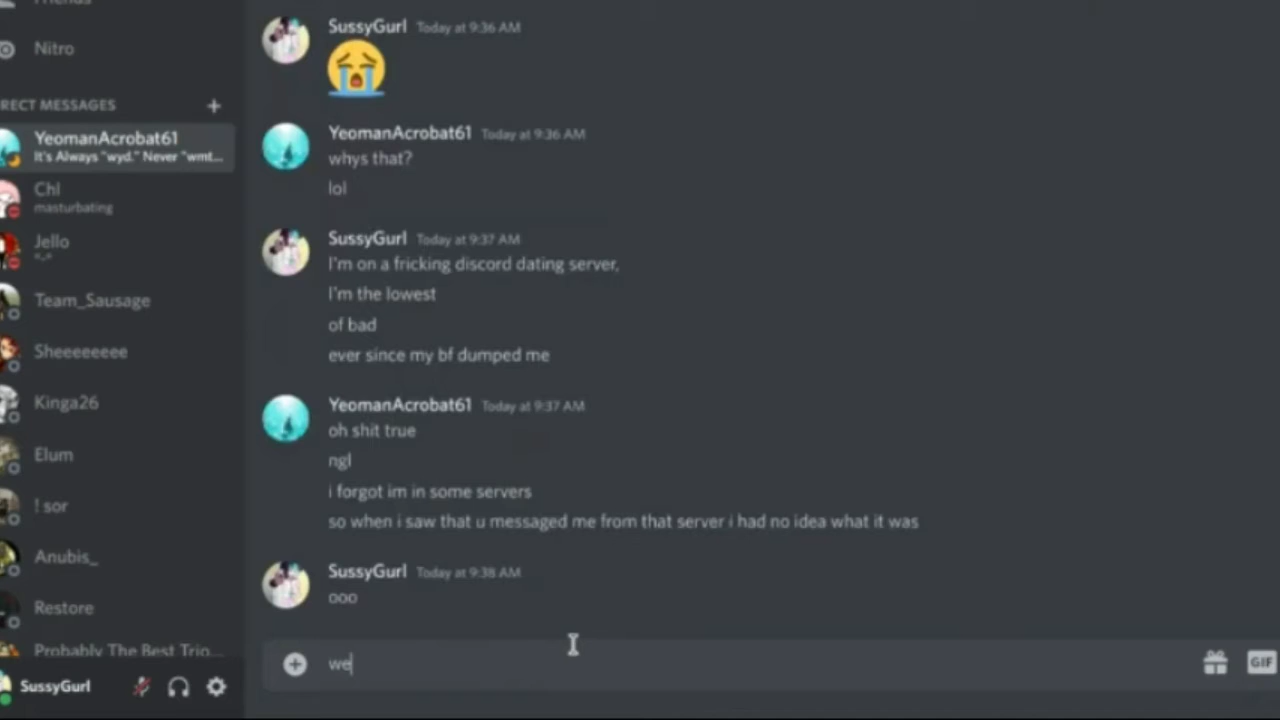 Friends
SussyGurl Today at 9:36 AM
Nitro
RECT MESSAGES
YeomanAcrobat61 Today at 9:36 AM
YeomanAcrobat61
It's Always "wyd." Never "wmt...
whys that?
lol
Chl
masturbating
SussyGurl Today at 9:37 AM
Jello
^-^
I'm on a fricking discord dating server,
I'm the lowest
Team_Sausage
of bad
Sheeeeeeee
ever since my bf dumped me
Kinga26
YeomanAcrobat61 Today at 9:37 AM
oh shit true
Elum
ngl
i forgot im in some servers
! sor
so when i saw that u messaged me from that server i had no idea what it was
Anubis_
SussyGurl Today at 9:38 AM
ooo
Restore
Probably The Best Trio...
we
GIF
SussyGurl